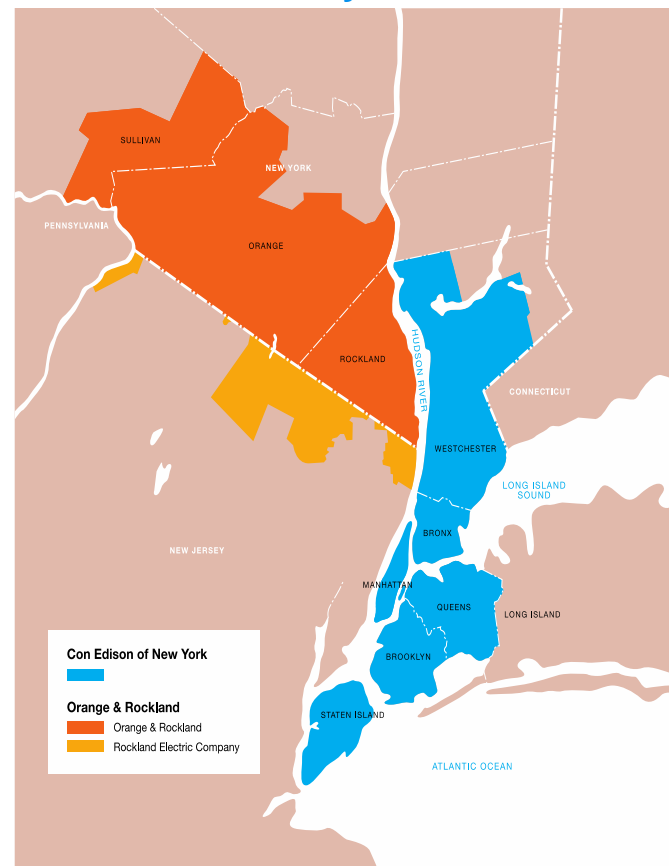 SULLIVAN
NEW YORK
PENNSYLVANIA
ORANGE
HUDSON RIVER
ROCKLAND
CONNECTICUT
WESTCHESTER
LONG ISLAND
SOUND
BRONX
NEW JERSEY
MANHATTAN
QUEENS
LONG ISLAND
BROOKLYN
STATEN ISLAND
ATLANTIC OCEAN
Con Edison of New York
Orange & Rockland
Orange & Rockland
Rockland Electric Company